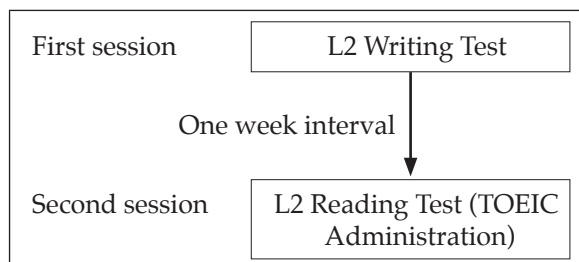 First session
L2 Writing Test
One week interval
Second session
L2 Reading Test (TOEIC
Administration)